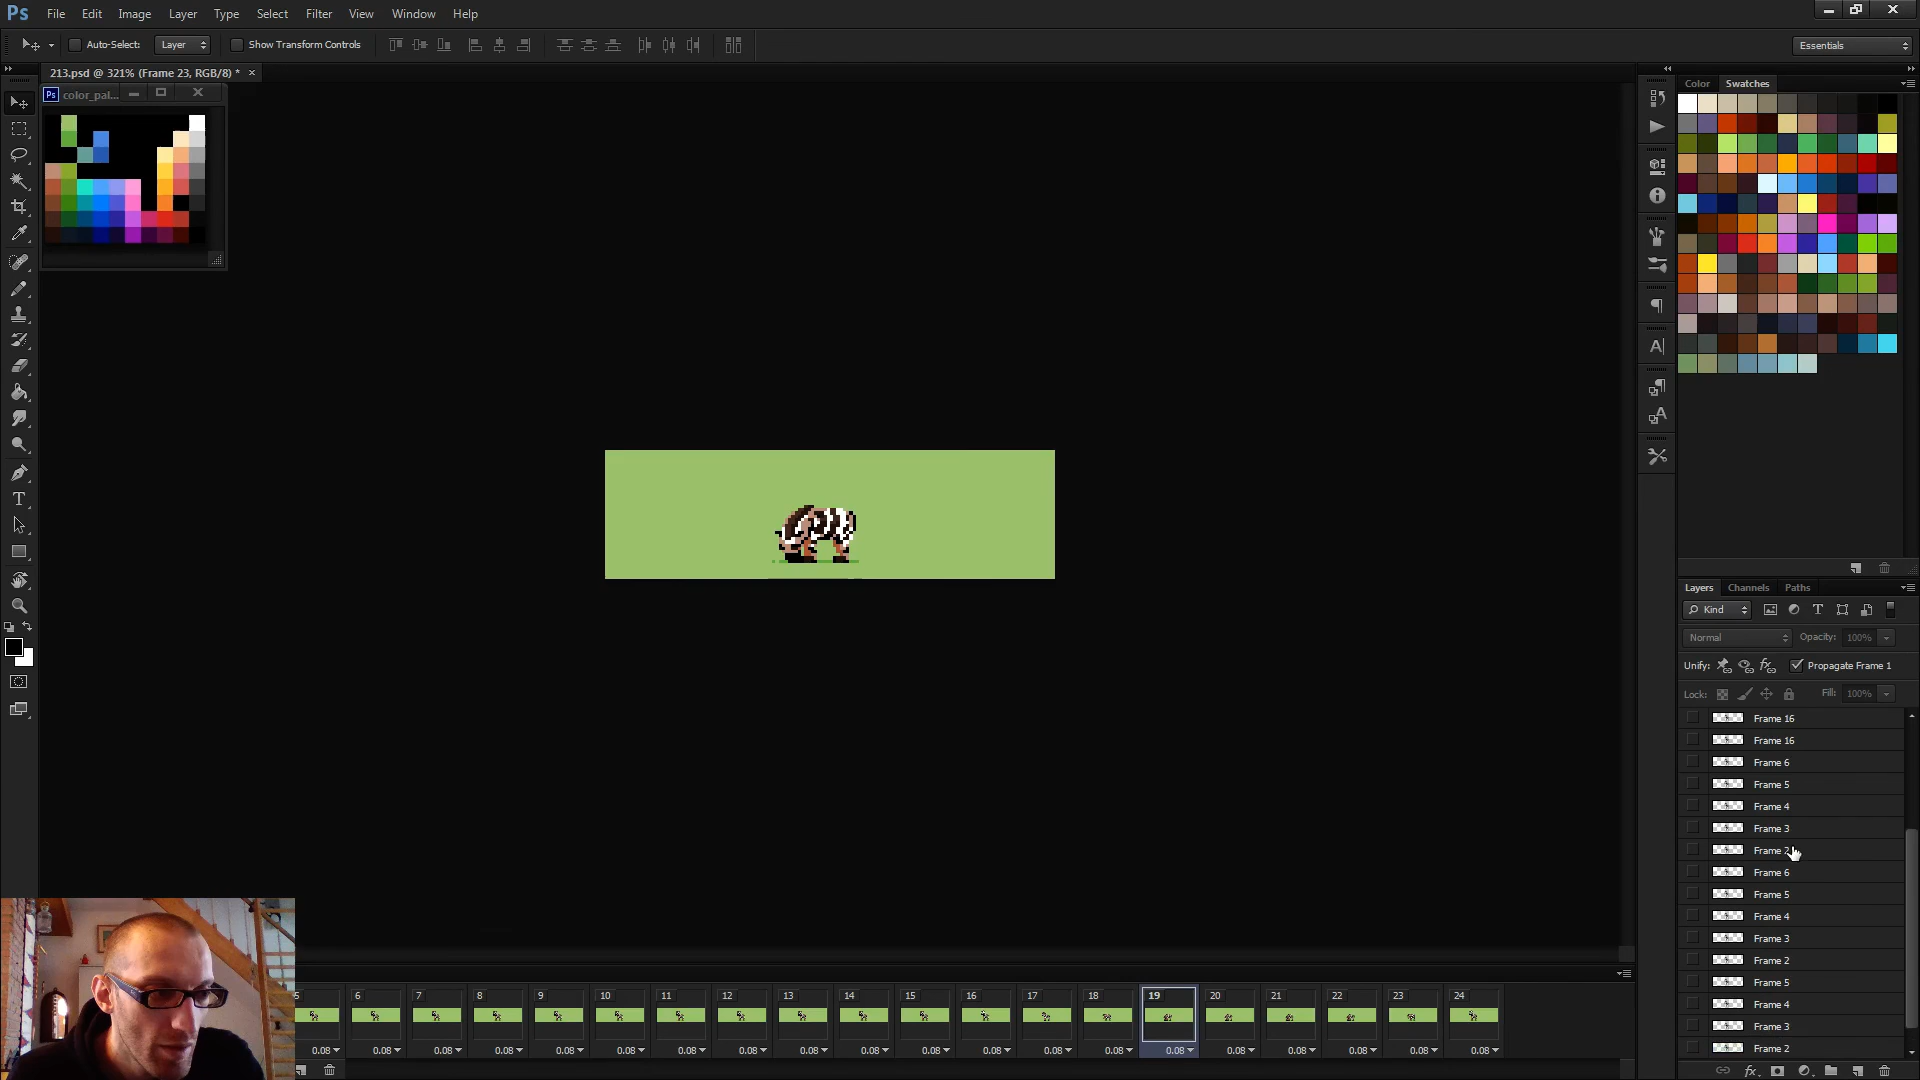 Ps File Edit Image Layer Type Select Filter View Window Help
Auto-Select: Layer Show Transform Controls Essentials
213.psd @ 321% (Frame 23, RGB/8) * ×
Ps color_pal...
Color Swatches
Layers Channels Paths
Kind
Normal Opacity: 100%
Unify: Propagate Frame 1
Lock: Fill: 100%
Frame 16
Frame 16
Frame 6
Frame 5
Frame 4
Frame 3
Frame 2
Frame 6
Frame 5
Frame 4
Frame 3
Frame 2
Frame 5
Frame 4
Frame 3
Frame 2
5 6 7 8 9 10 11 12 13 14 15 16 17 18 19 20 21 22 23 24
0.08 0.08 0.08 0.08 0.08 0.08 0.08 0.08 0.08 0.08 0.08 0.08 0.08 0.08 0.08 0.08 0.08 0.08 0.08 0.08